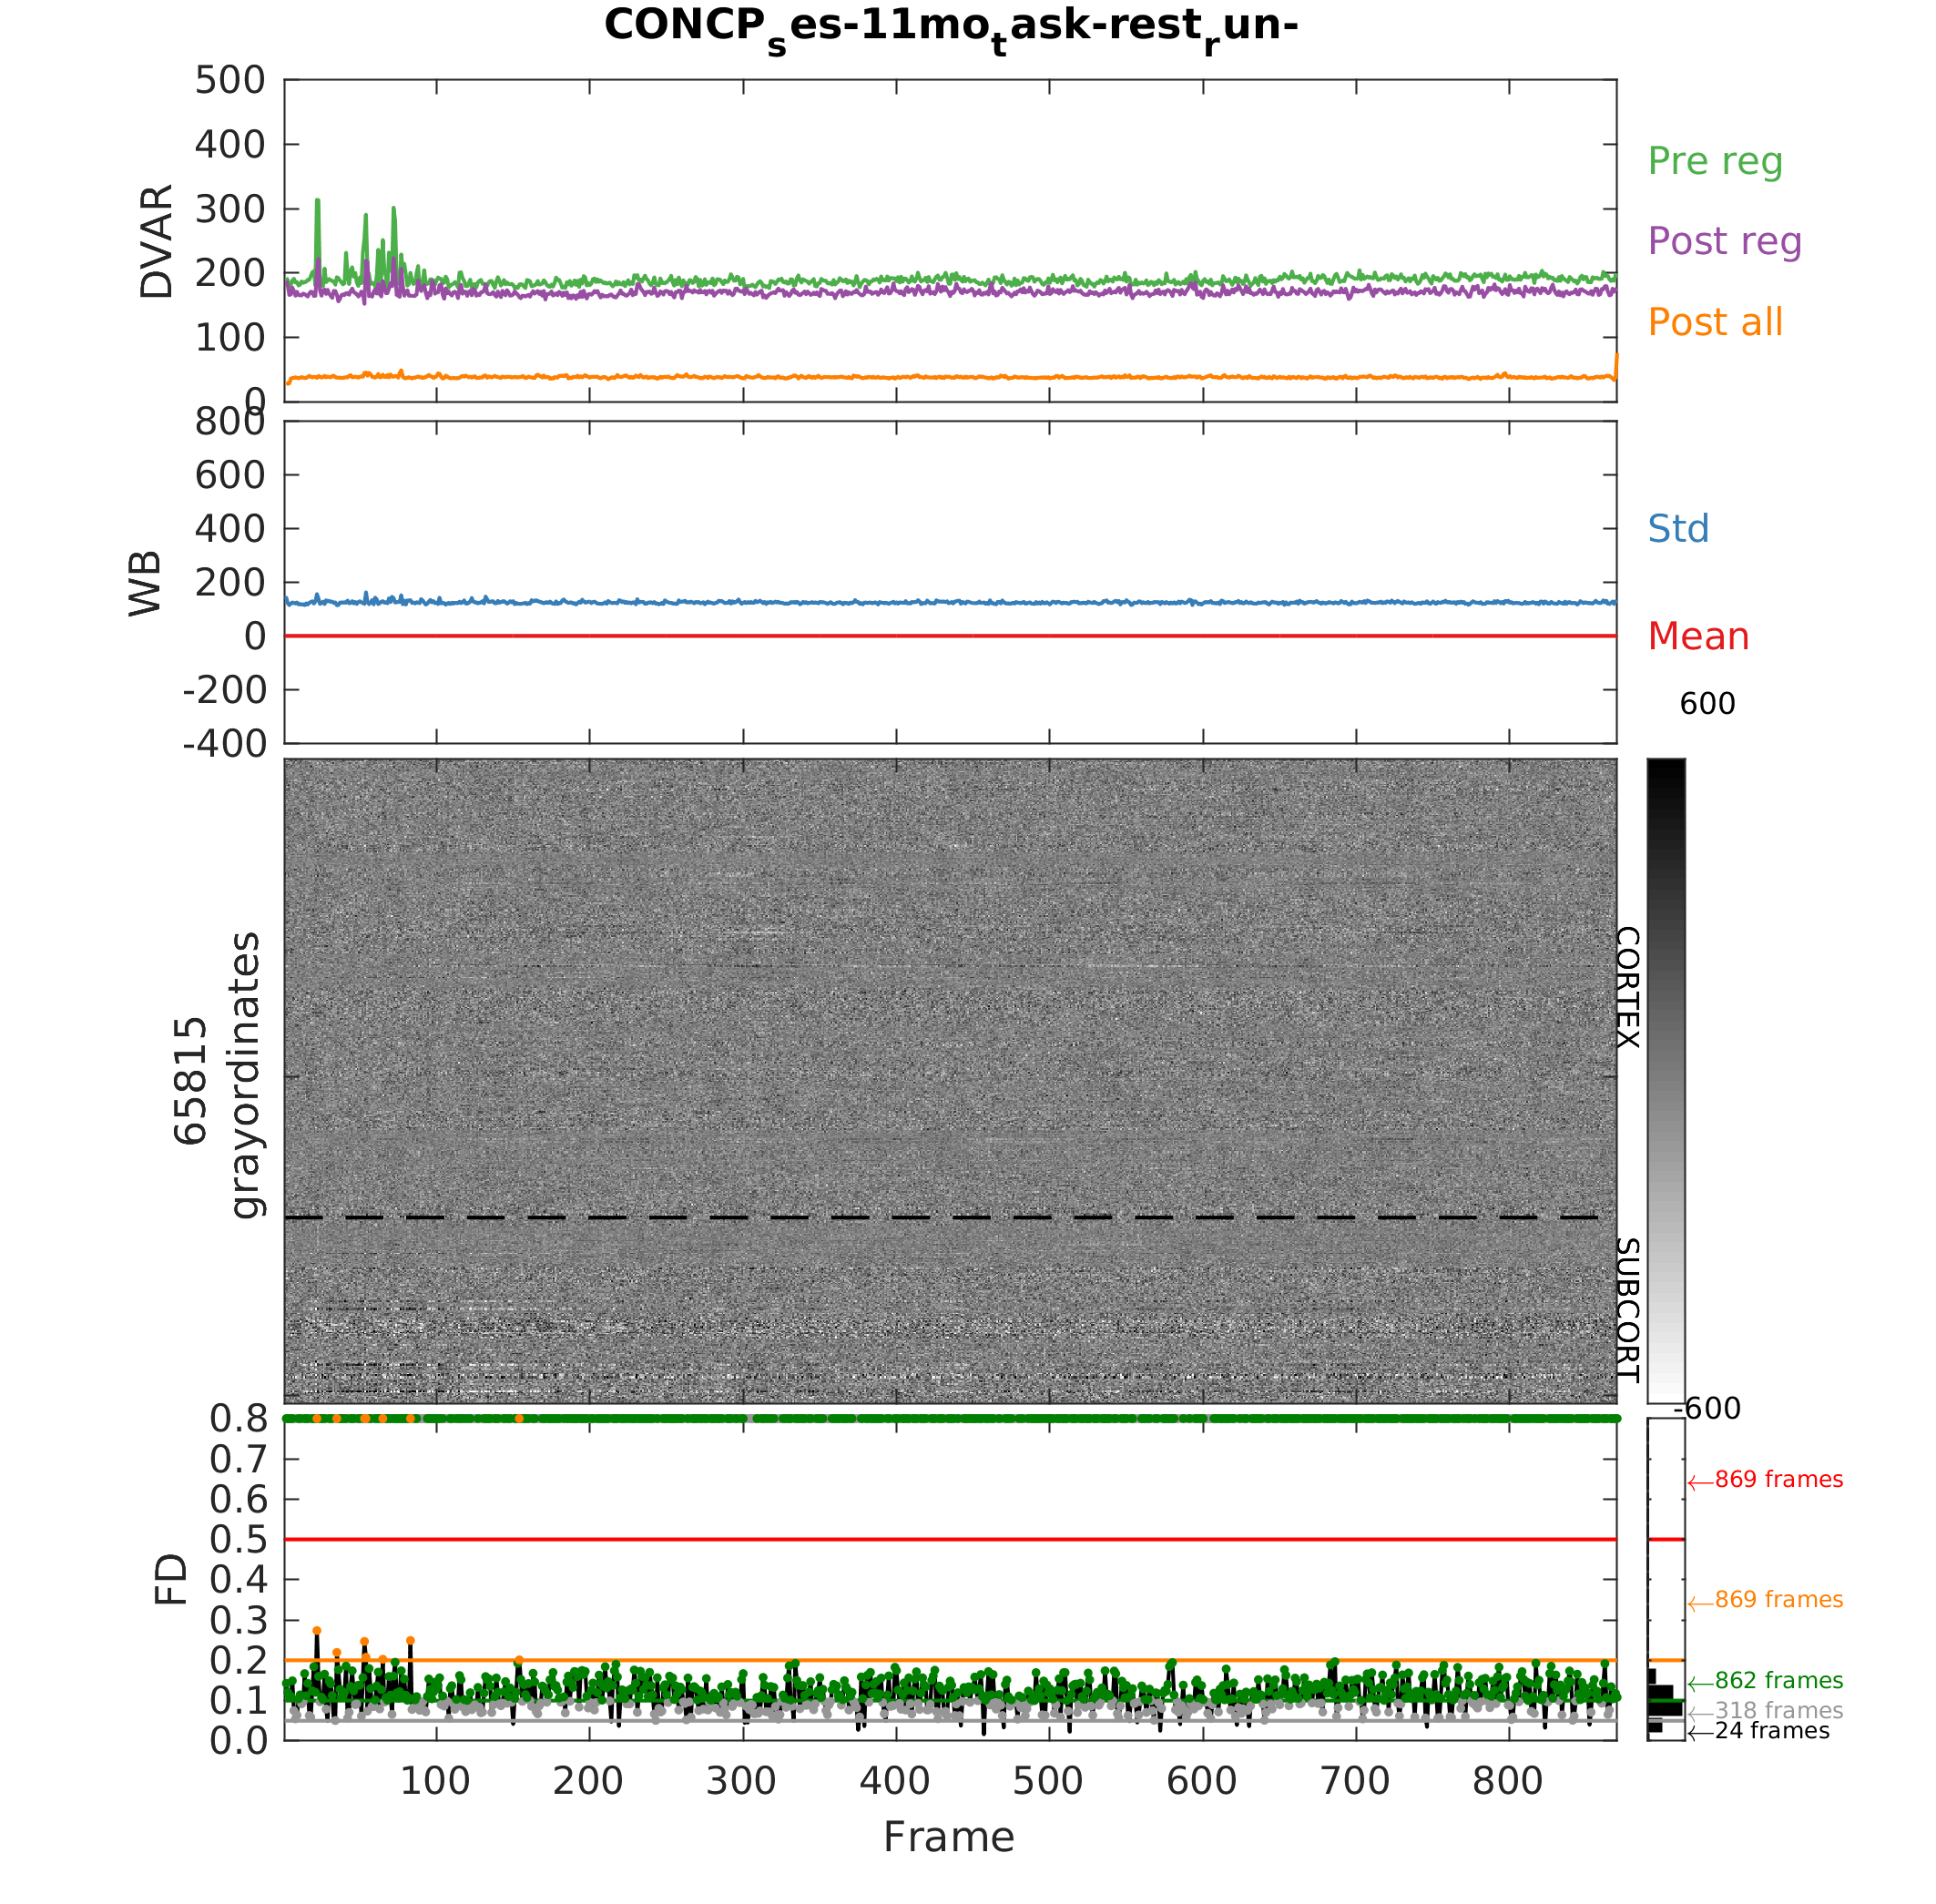 CONCPses-11motask-restrun-
500
400
300
200
100
0
DVAR
Pre reg
Post reg
Post all
800
600
400
200
0
-200
-400
WB
Std
Mean
600
65815
grayordinates
CORTEX
SUBCORT
-600
0.8
0.7
0.6
0.5
0.4
0.3
0.2
0.1
0.0
FD
←869 frames
←869 frames
←862 frames
←318 frames
←24 frames
100 200 300 400 500 600 700 800
Frame